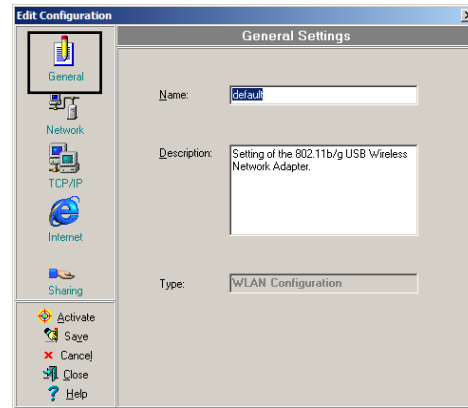 Edit Configuration
General Settings
General
Network
TCP/IP
Internet
Sharing
Activate
Save
Cancel
Close
Help
Name:
default
Description:
Setting of the 802.11b/g USB Wireless
Network Adapter.
Type:
WLAN Configuration